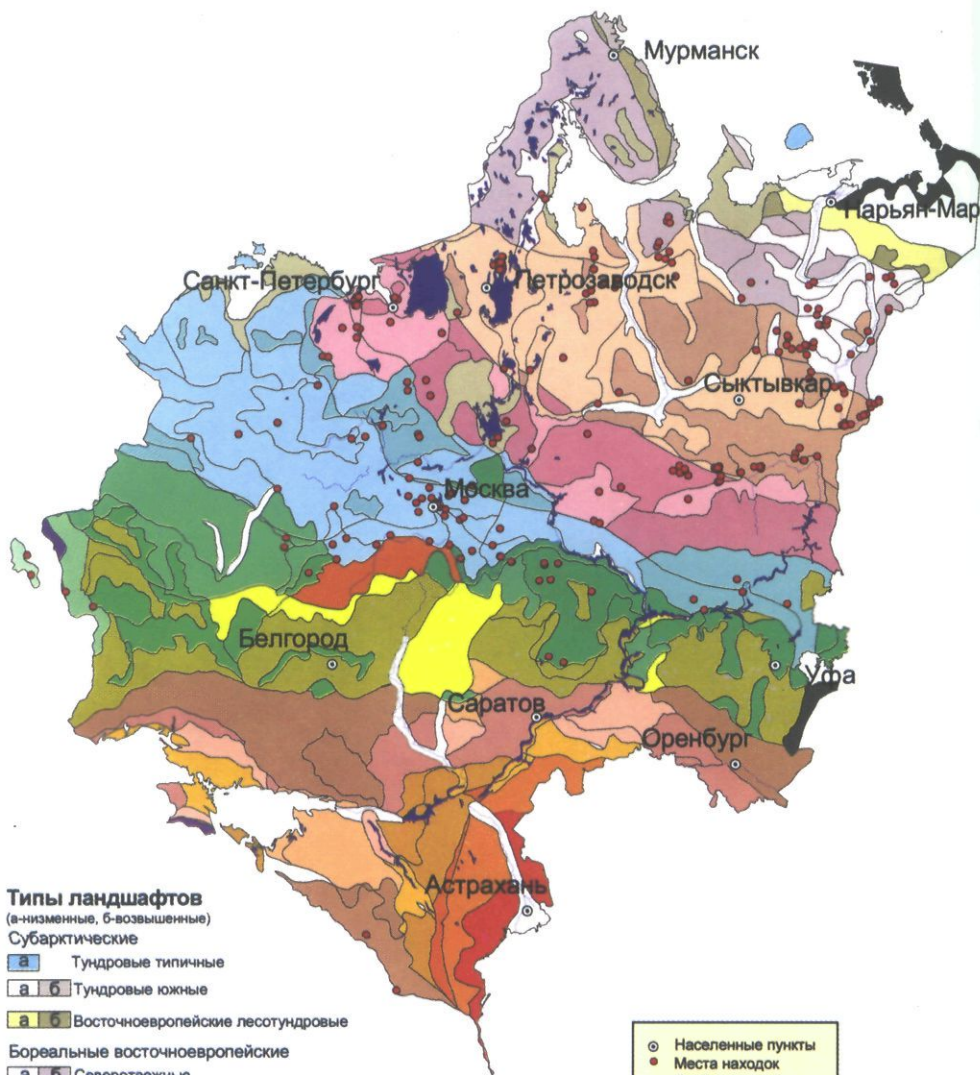 Мурманск
Нарьян-Мар
Санкт-Петербург
Петрозаводск
Сыктывкар
Москва
Белгород
Уфа
Саратов
Оренбург
Астрахань
Типы ландшафтов
(а-низменные, б-возвышенные)
Субарктические
а Тундровые типичные
а б Тундровые южные
а б Восточноевропейские лесотундровые
Бореальные восточноевропейские
а б Северотаежные
Населенные пункты
Места находок